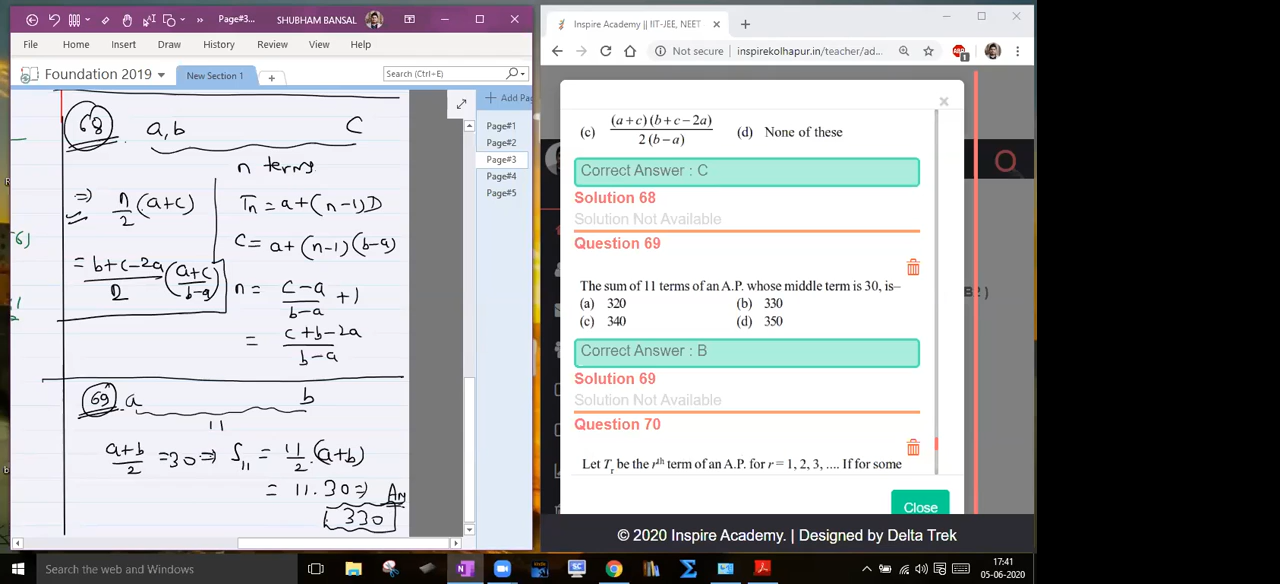 Page#3...
SHUBHAM BANSAL
File Home Insert Draw History Review View Help
Foundation 2019
New Section 1
+
Search (Ctrl+E)
+ Add Pag
Page#1
Page#2
Page#3
Page#4
Page#5
68 a, b C
n terms
⇒ n/2 (a+c)
Tn = a+(n-1)D
C = a+(n-1)(b-a)
= b+c-2a/2 (a+c/b-a)
n = c-a/b-a +1
= c+b-2a/b-a
69 a b
11
a+b/2 =30 ⇒ S11 = 11/2.(a+b)
= 11.30 ⇒ An
330
Inspire Academy || IIT-JEE, NEET
Not secure | inspirekolhapur.in/teacher/ad...
(c) (a+c)(b+c−2a)/2(b−a) (d) None of these
Correct Answer : C
Solution 68
Solution Not Available
Question 69
The sum of 11 terms of an A.P. whose middle term is 30, is–
(a) 320 (b) 330
(c) 340 (d) 350
Correct Answer : B
Solution 69
Solution Not Available
Question 70
Let Tr be the rth term of an A.P. for r = 1, 2, 3, .... If for some
Close
B2 )
© 2020 Inspire Academy. | Designed by Delta Trek
Type here to search
17:41
05-06-2020